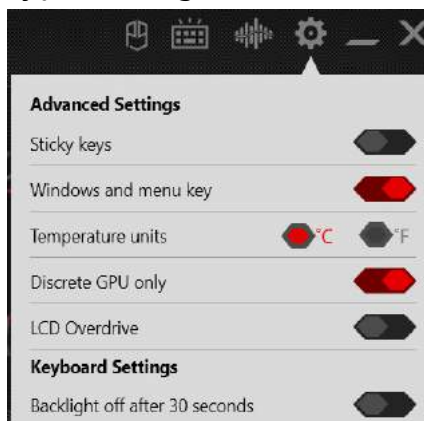 Advanced Settings
Sticky keys
Windows and menu key
Temperature units °C °F
Discrete GPU only
LCD Overdrive
Keyboard Settings
Backlight off after 30 seconds